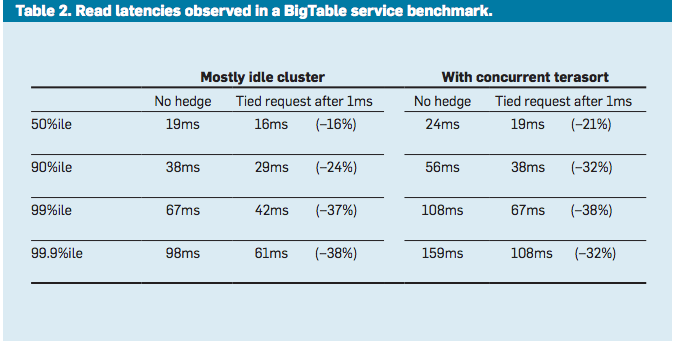 Table 2. Read latencies observed in a BigTable service benchmark.
Mostly idle cluster With concurrent terasort
No hedge Tied request after 1ms No hedge Tied request after 1ms
50%ile 19ms 16ms (–16%) 24ms 19ms (–21%)
90%ile 38ms 29ms (–24%) 56ms 38ms (–32%)
99%ile 67ms 42ms (–37%) 108ms 67ms (–38%)
99.9%ile 98ms 61ms (–38%) 159ms 108ms (–32%)